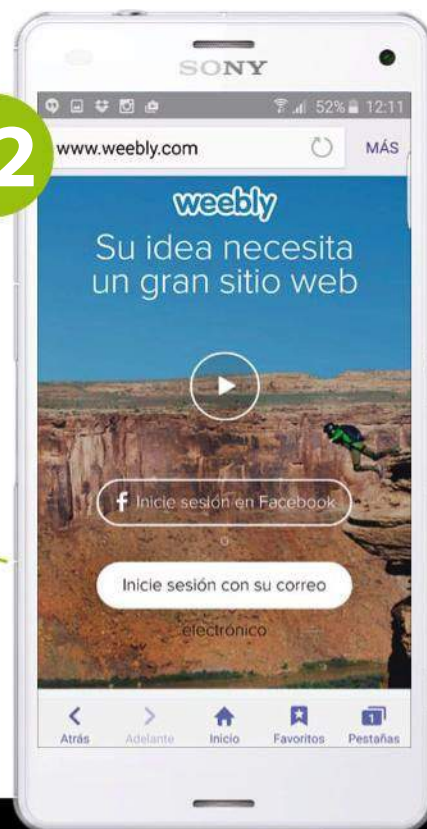 2
SONY
52% 12:11
www.weebly.com MÁS
weebly
Su idea necesita
un gran sitio web
f Inicie sesión en Facebook
o
Inicie sesión con su correo
electrónico
1
Atrás Adelante Inicio Favoritos Pestañas